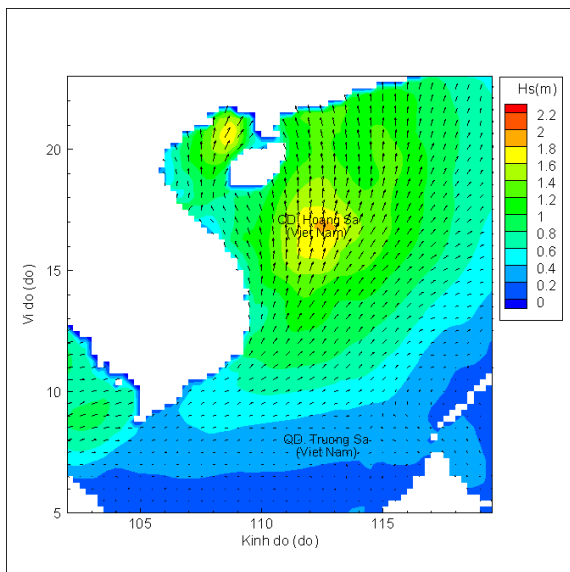 Hs(m)
2.2
2
1.8
1.6
1.4
1.2
1
0.8
0.6
0.4
0.2
0
20
15
10
5
Vi do (do)
QD. Hoang Sa
(Viet Nam)
QD. Truong Sa
(Viet Nam)
105
110
115
Kinh do (do)